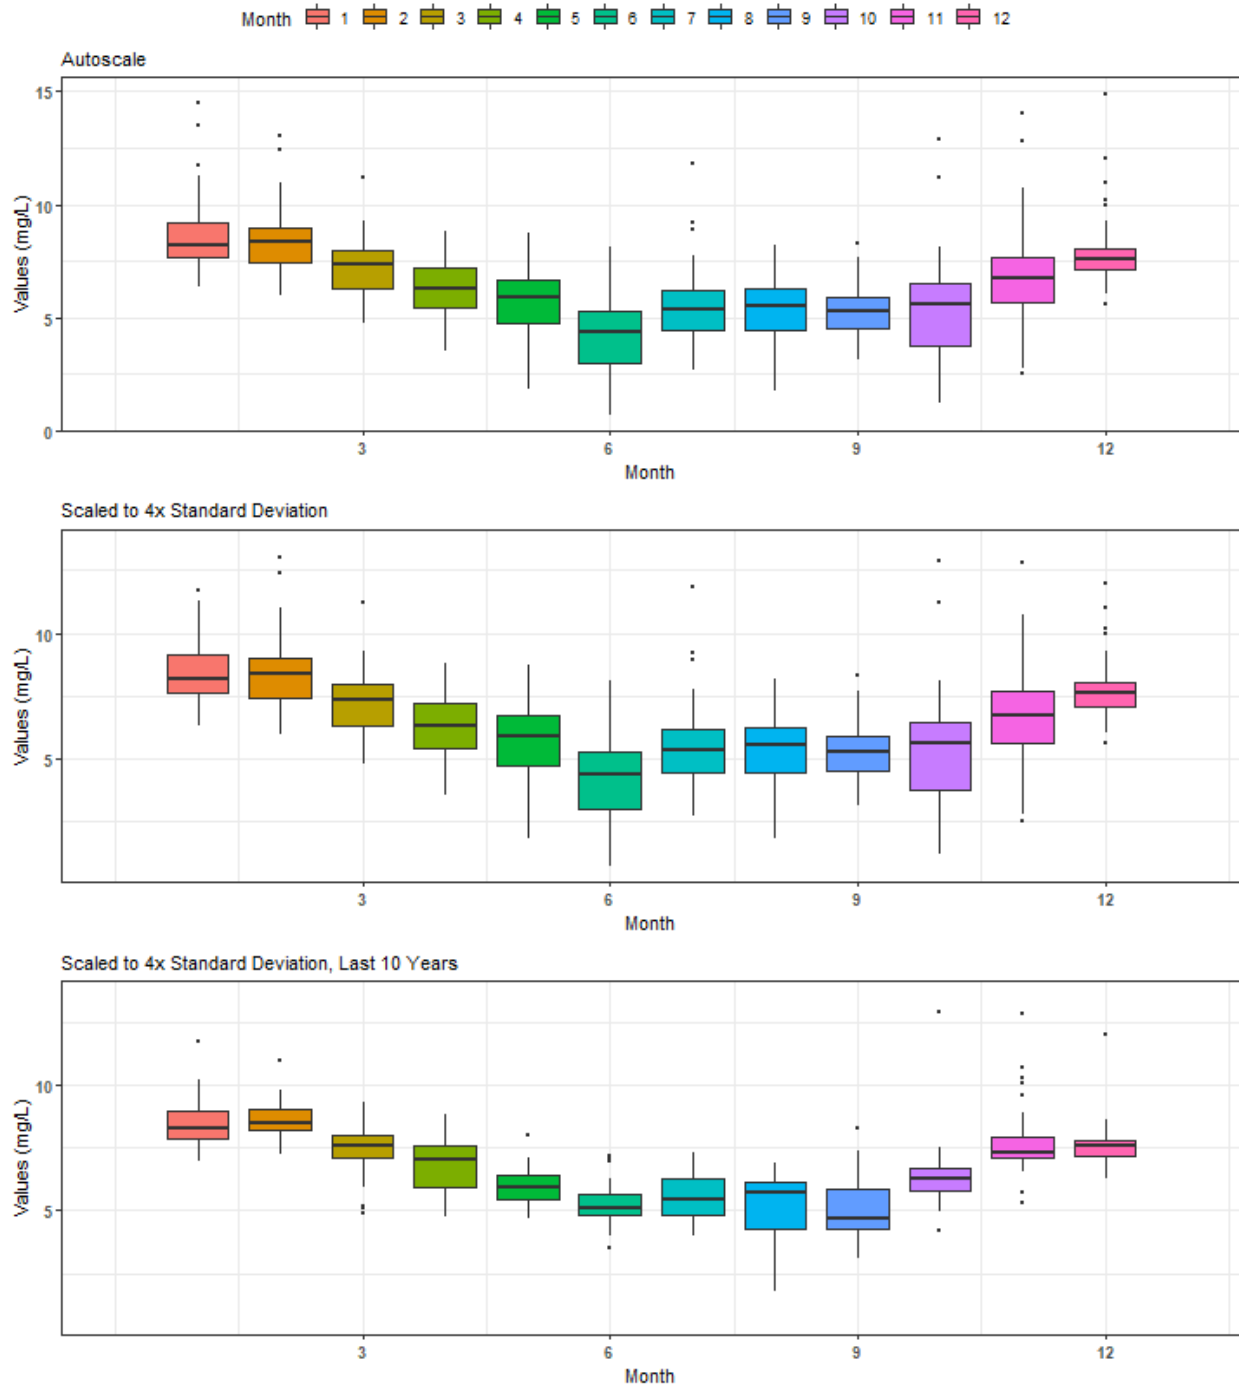 Month 1 2 3 4 5 6 7 8 9 10 11 12
Autoscale
Values (mg/L)
15
10
5
0
3 6 9 12
Month
Scaled to 4x Standard Deviation
Values (mg/L)
10
5
3 6 9 12
Month
Scaled to 4x Standard Deviation, Last 10 Years
Values (mg/L)
10
5
3 6 9 12
Month